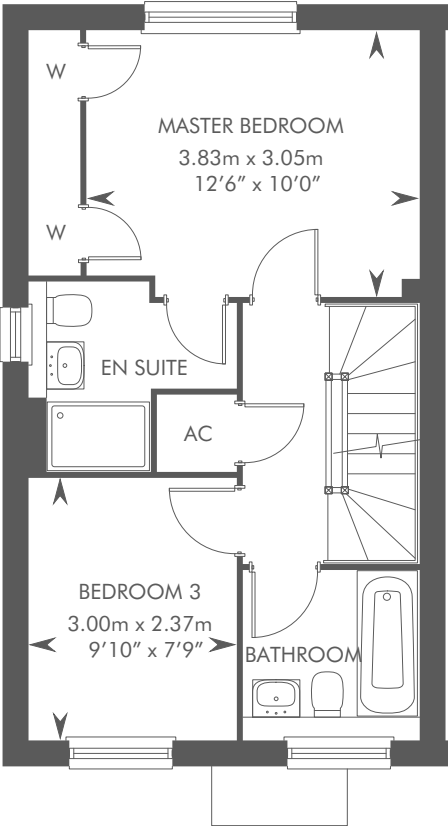 W
MASTER BEDROOM
3.83m x 3.05m
12’6” x 10’0”
W
EN SUITE
AC
BEDROOM 3
3.00m x 2.37m
9’10” x 7’9”
BATHROOM